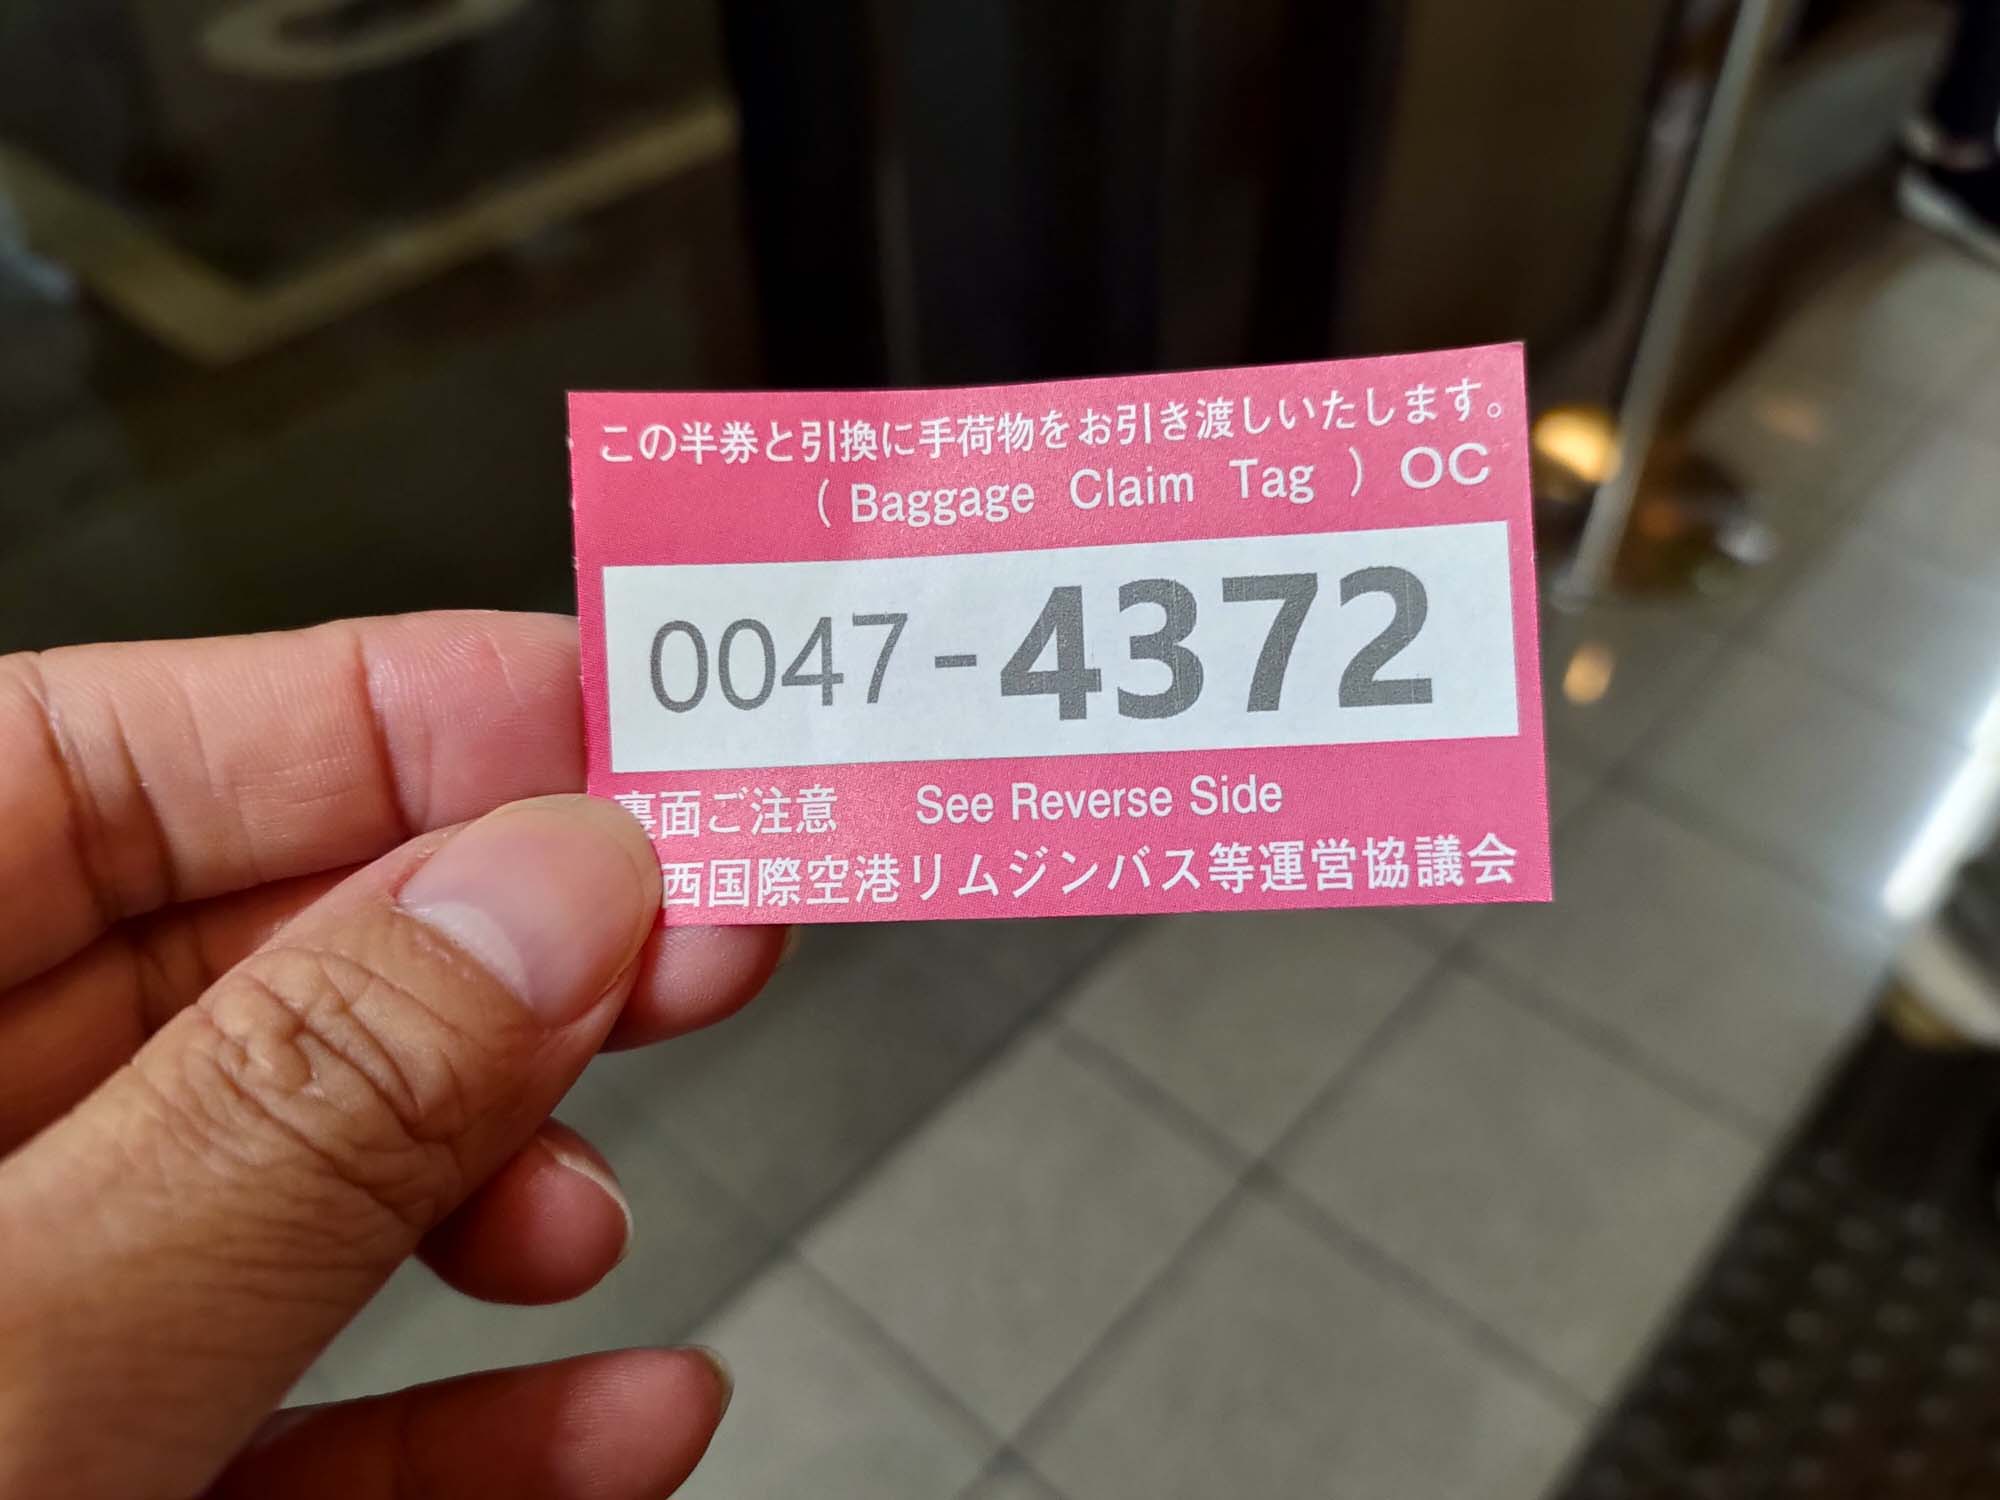 この半券と引換に手荷物をお引き渡しいたします。
( Baggage Claim Tag ) OC
0047-4372
裏面ご注意 See Reverse Side
西国際空港リムジンバス等運営協議会